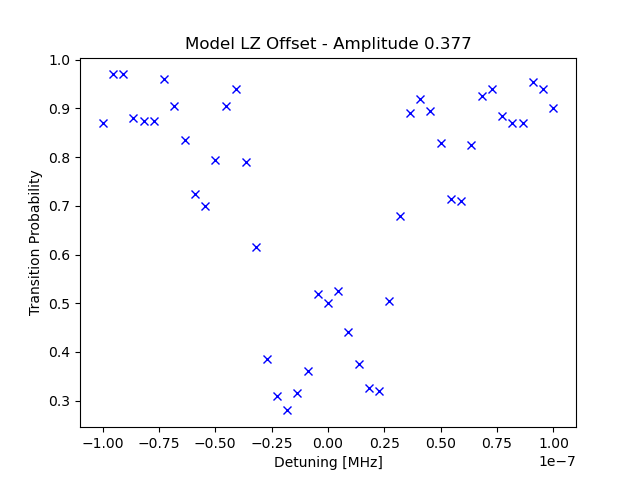 Model LZ Offset - Amplitude 0.377
1.0
0.9
0.8
0.7
0.6
0.5
0.4
0.3
Transition Probability
−1.00 −0.75 −0.50 −0.25 0.00 0.25 0.50 0.75 1.00
1e−7
Detuning [MHz]